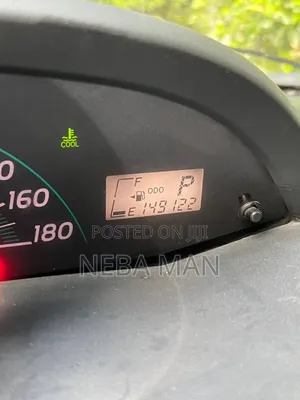 COOL
F
ODO P
E 149122
160
180
POSTED ON JIJI
NEBA MAN